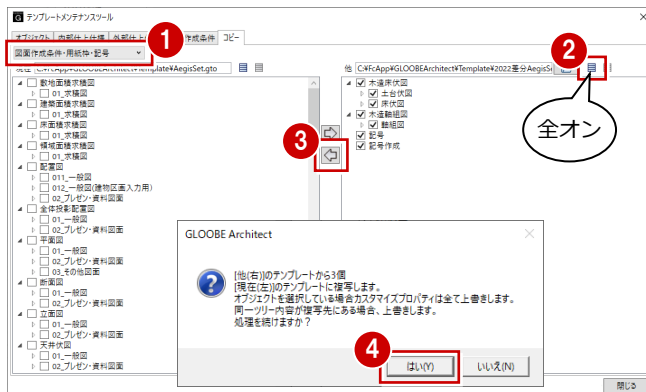 テンプレートメンテナンスツール
オブジェクト 内部仕上仕様 外部仕上 作成条件 コピー
1
図面作成条件・用紙枠・記号
2
現在 C:¥FcApp¥GLOOBEArchitect¥Template¥AegisSet.gto
他 C:¥FcApp¥GLOOBEArchitect¥Template¥2022差分AegisS
全オン
3
敷地面積求積図
01_求積図
建築面積求積図
01_求積図
床面積求積図
01_求積図
領域面積求積図
01_求積図
配置図
011_一般図
012_一般図(建物区画入力用)
02_プレゼン・資料図面
全体投影配置図
01_一般図
02_プレゼン・資料図面
平面図
01_一般図
02_プレゼン・資料図面
03_その他図面
断面図
01_一般図
02_プレゼン・資料図面
立面図
01_一般図
02_プレゼン・資料図面
天井伏図
01_一般図
02_プレゼン・資料図面
木造床伏図
土台伏図
床伏図
木造軸組図
軸組図
記号
記号作成
GLOOBE Architect
[他(右)]のテンプレートから3個
[現在(左)]のテンプレートに複写します。
オブジェクトを選択している場合カスタマイズプロパティは全て上書きします。
同一ツリー内容が複写先にある場合、上書きします。
処理を続けますか？
4
はい(Y) いいえ(N)
閉じる